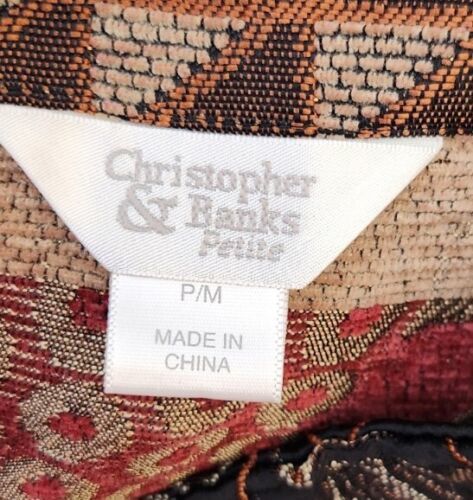 Christopher
& Banks
Petite
P/M
MADE IN
CHINA